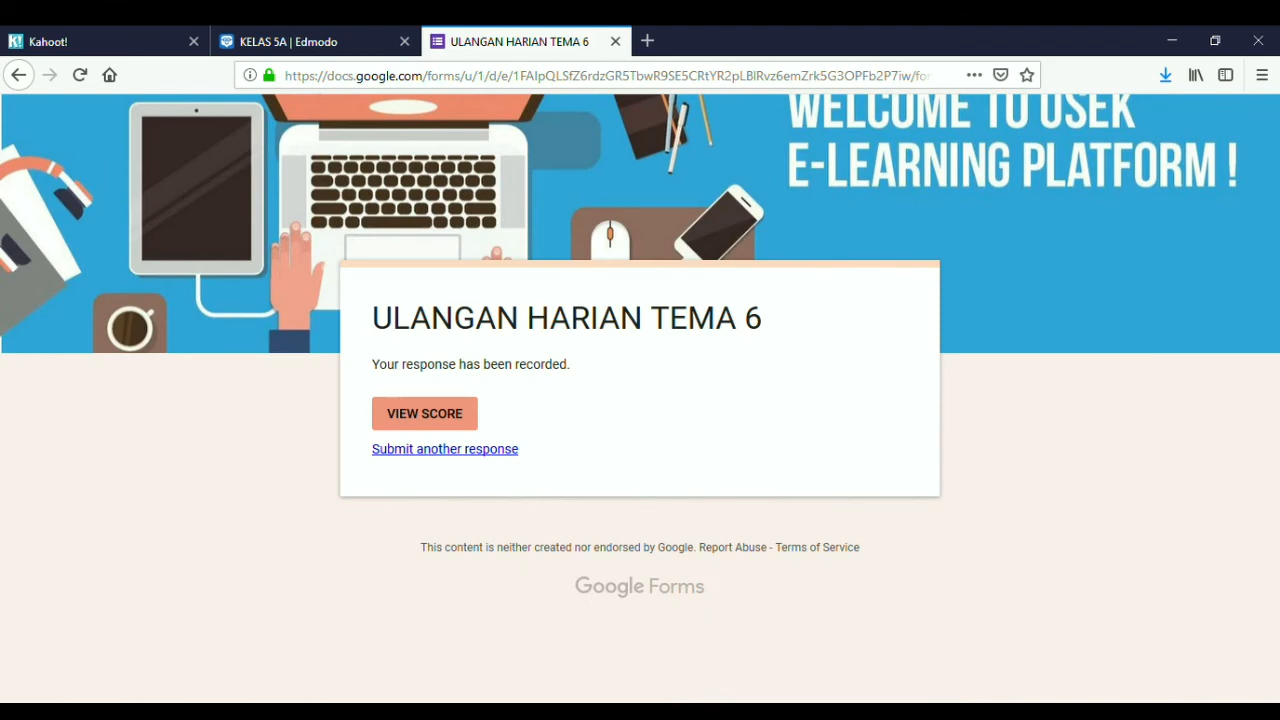 Kahoot!
KELAS 5A | Edmodo
ULANGAN HARIAN TEMA 6
https://docs.google.com/forms/u/1/d/e/1FAIpQLSfZ6rdzGR5TbwR9SE5CRtYR2pLBlRvz6emZrk5G3OPFb2P7iw/for
WELCOME TO USEK
E-LEARNING PLATFORM !
ULANGAN HARIAN TEMA 6
Your response has been recorded.
VIEW SCORE
Submit another response
This content is neither created nor endorsed by Google. Report Abuse - Terms of Service
Google Forms